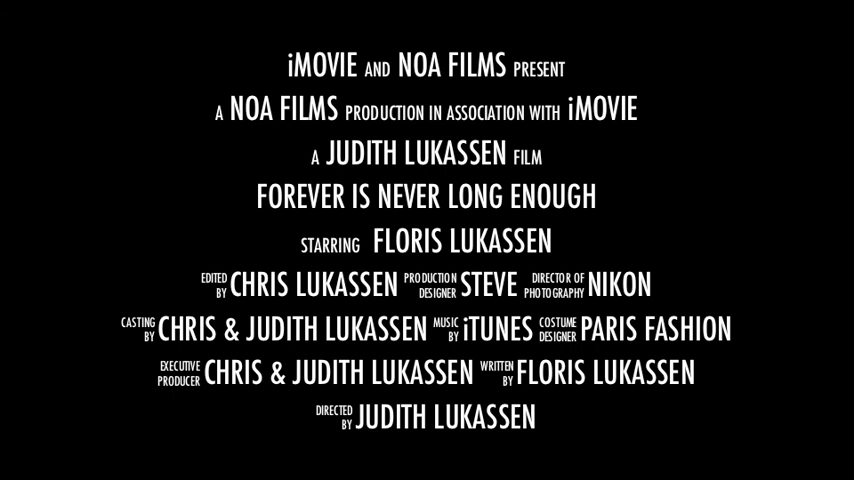 iMOVIE AND NOA FILMS PRESENT
A NOA FILMS PRODUCTION IN ASSOCIATION WITH iMOVIE
A JUDITH LUKASSEN FILM
FOREVER IS NEVER LONG ENOUGH
STARRING FLORIS LUKASSEN
EDITED BY CHRIS LUKASSEN PRODUCTION DESIGNER STEVE DIRECTOR OF PHOTOGRAPHY NIKON
CASTING BY CHRIS & JUDITH LUKASSEN MUSIC BY iTUNES COSTUME DESIGNER PARIS FASHION
EXECUTIVE PRODUCER CHRIS & JUDITH LUKASSEN WRITTEN BY FLORIS LUKASSEN
DIRECTED BY JUDITH LUKASSEN